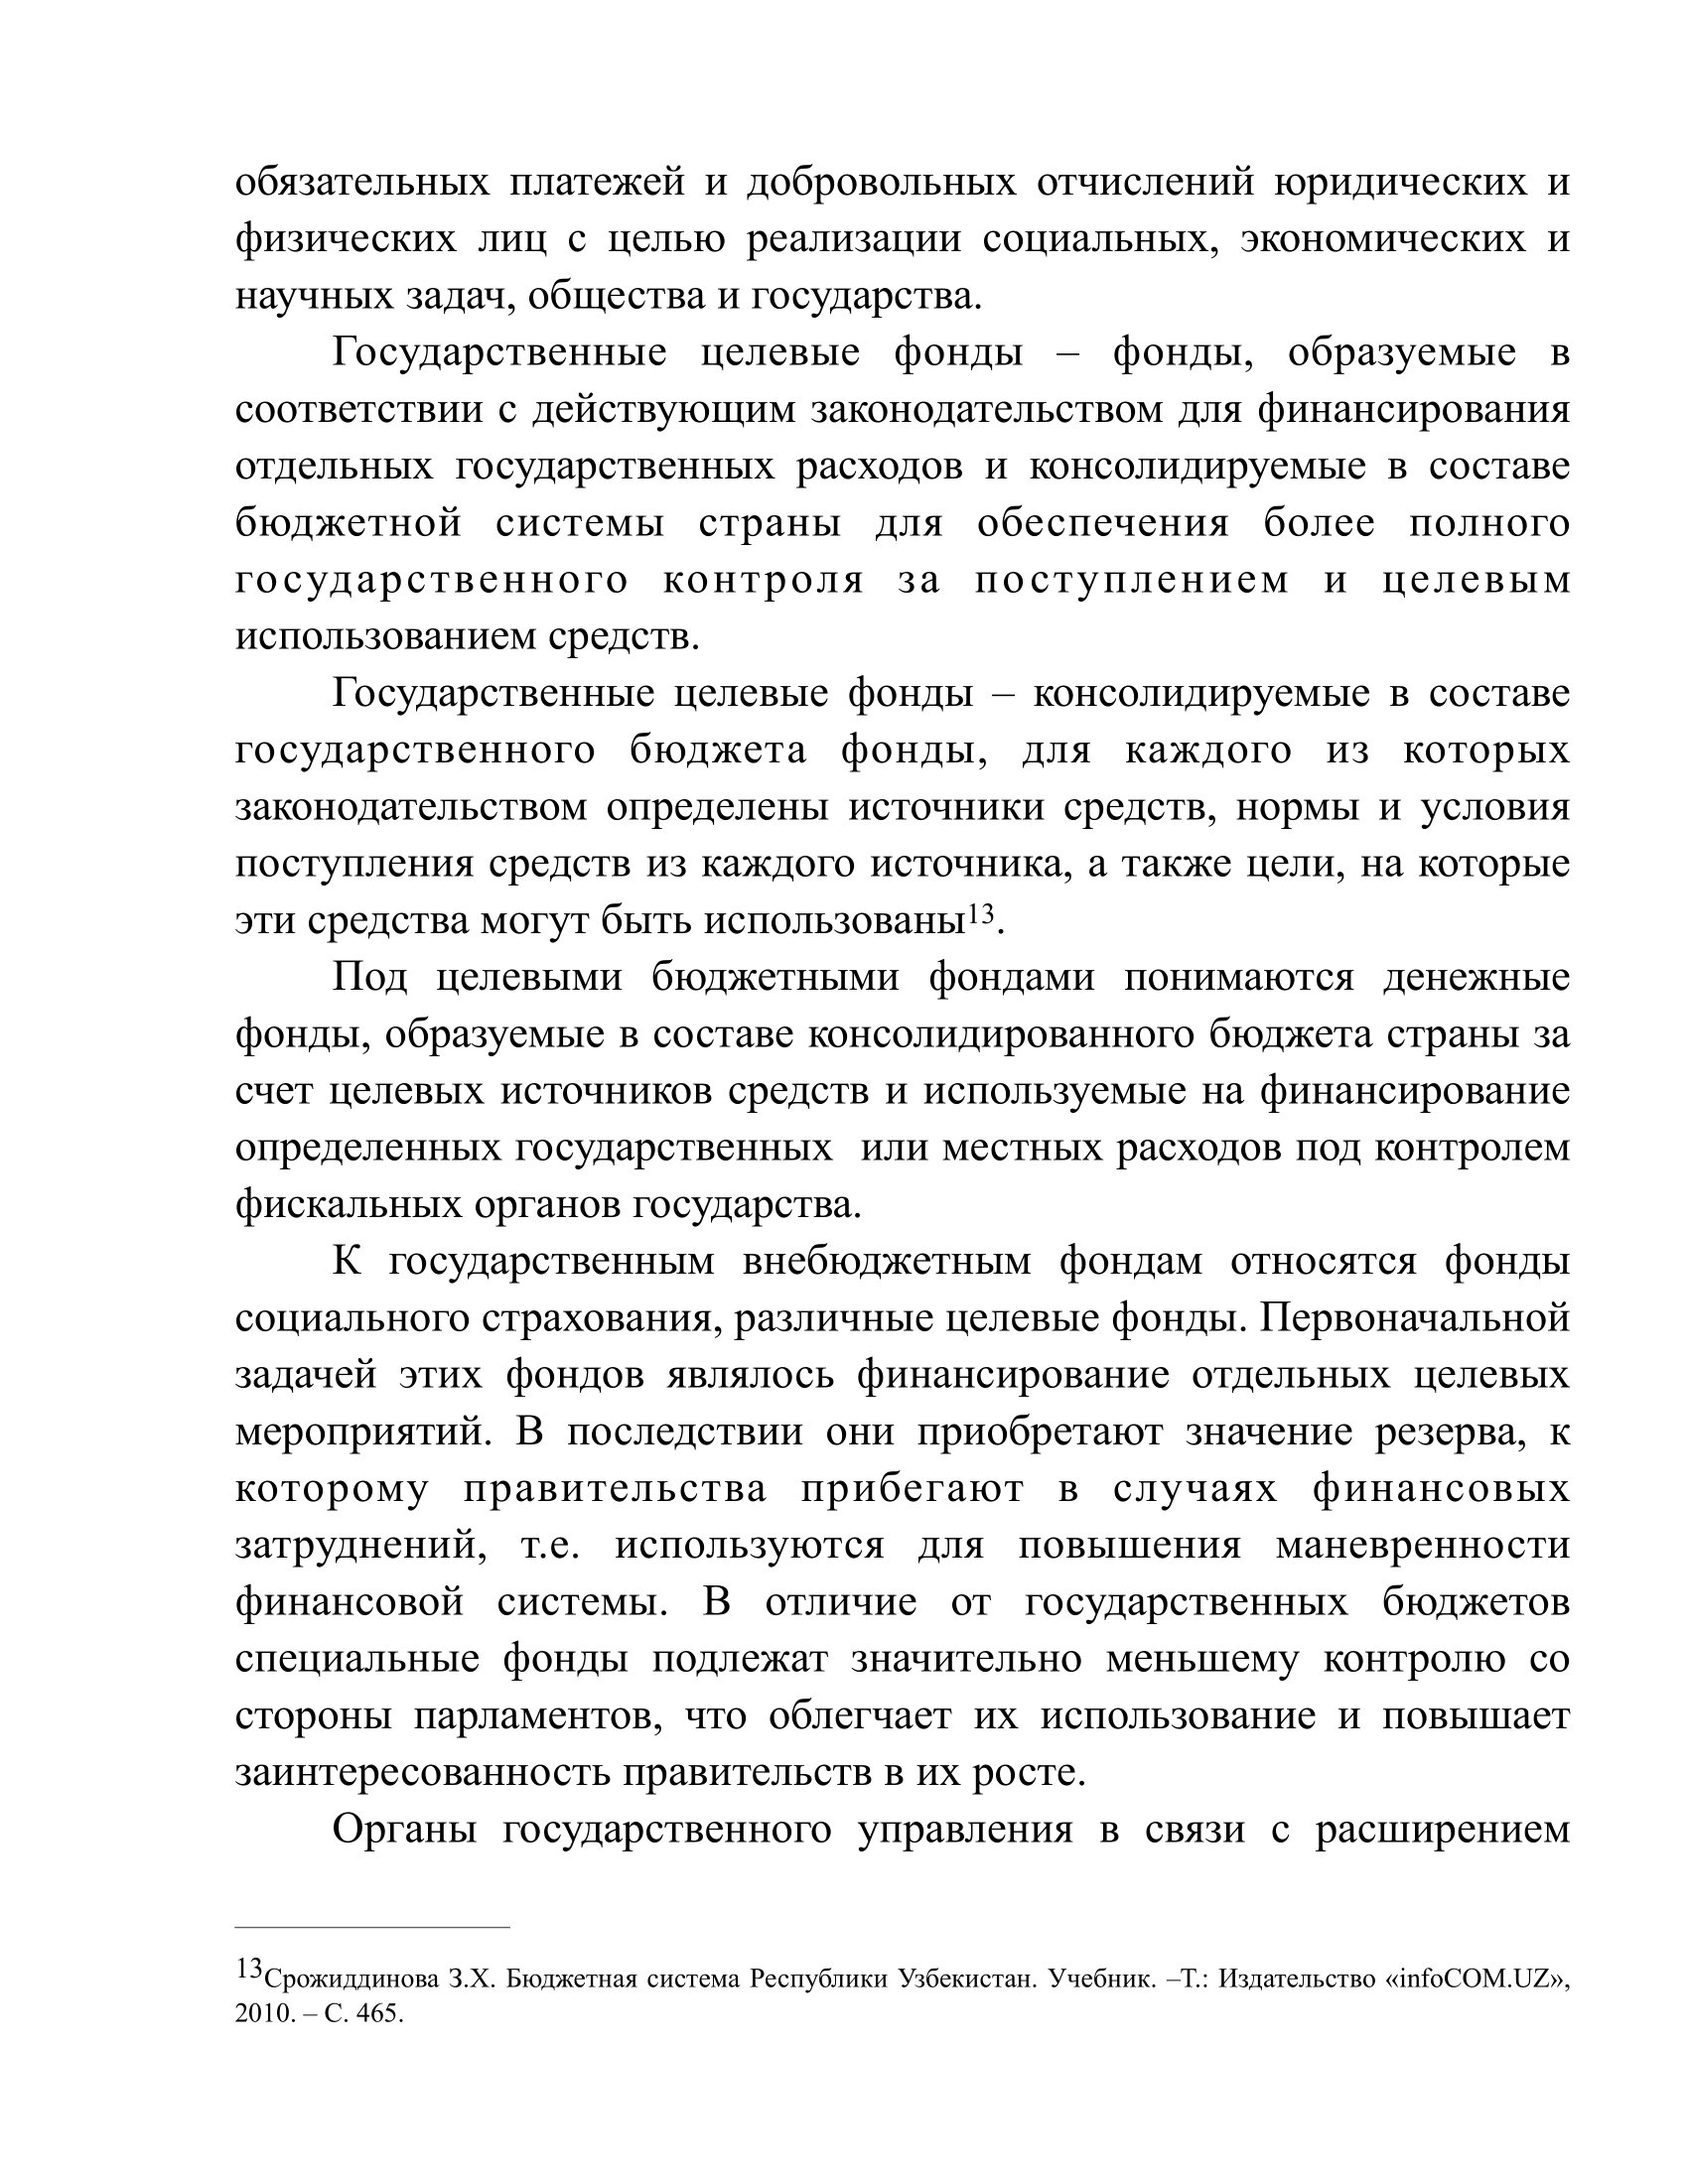 обязательных платежей и добровольных отчислений юридических и
физических лиц с целью реализации социальных, экономических и
научных задач, общества и государства.
Государственные целевые фонды – фонды, образуемые в
соответствии с действующим законодательством для финансирования
отдельных государственных расходов и консолидируемые в составе
бюджетной системы страны для обеспечения более полного
государственного контроля за поступлением и целевым
использованием средств.
Государственные целевые фонды – консолидируемые в составе
государственного бюджета фонды, для каждого из которых
законодательством определены источники средств, нормы и условия
поступления средств из каждого источника, а также цели, на которые
эти средства могут быть использованы13.
Под целевыми бюджетными фондами понимаются денежные
фонды, образуемые в составе консолидированного бюджета страны за
счет целевых источников средств и используемые на финансирование
определенных государственных или местных расходов под контролем
фискальных органов государства.
К государственным внебюджетным фондам относятся фонды
социального страхования, различные целевые фонды. Первоначальной
задачей этих фондов являлось финансирование отдельных целевых
мероприятий. В последствии они приобретают значение резерва, к
которому правительства прибегают в случаях финансовых
затруднений, т.е. используются для повышения маневренности
финансовой системы. В отличие от государственных бюджетов
специальные фонды подлежат значительно меньшему контролю со
стороны парламентов, что облегчает их использование и повышает
заинтересованность правительств в их росте.
Органы государственного управления в связи с расширением
13Срожиддинова З.Х. Бюджетная система Республики Узбекистан. Учебник. –Т.: Издательство «infoCOM.UZ»,
2010. – С. 465.